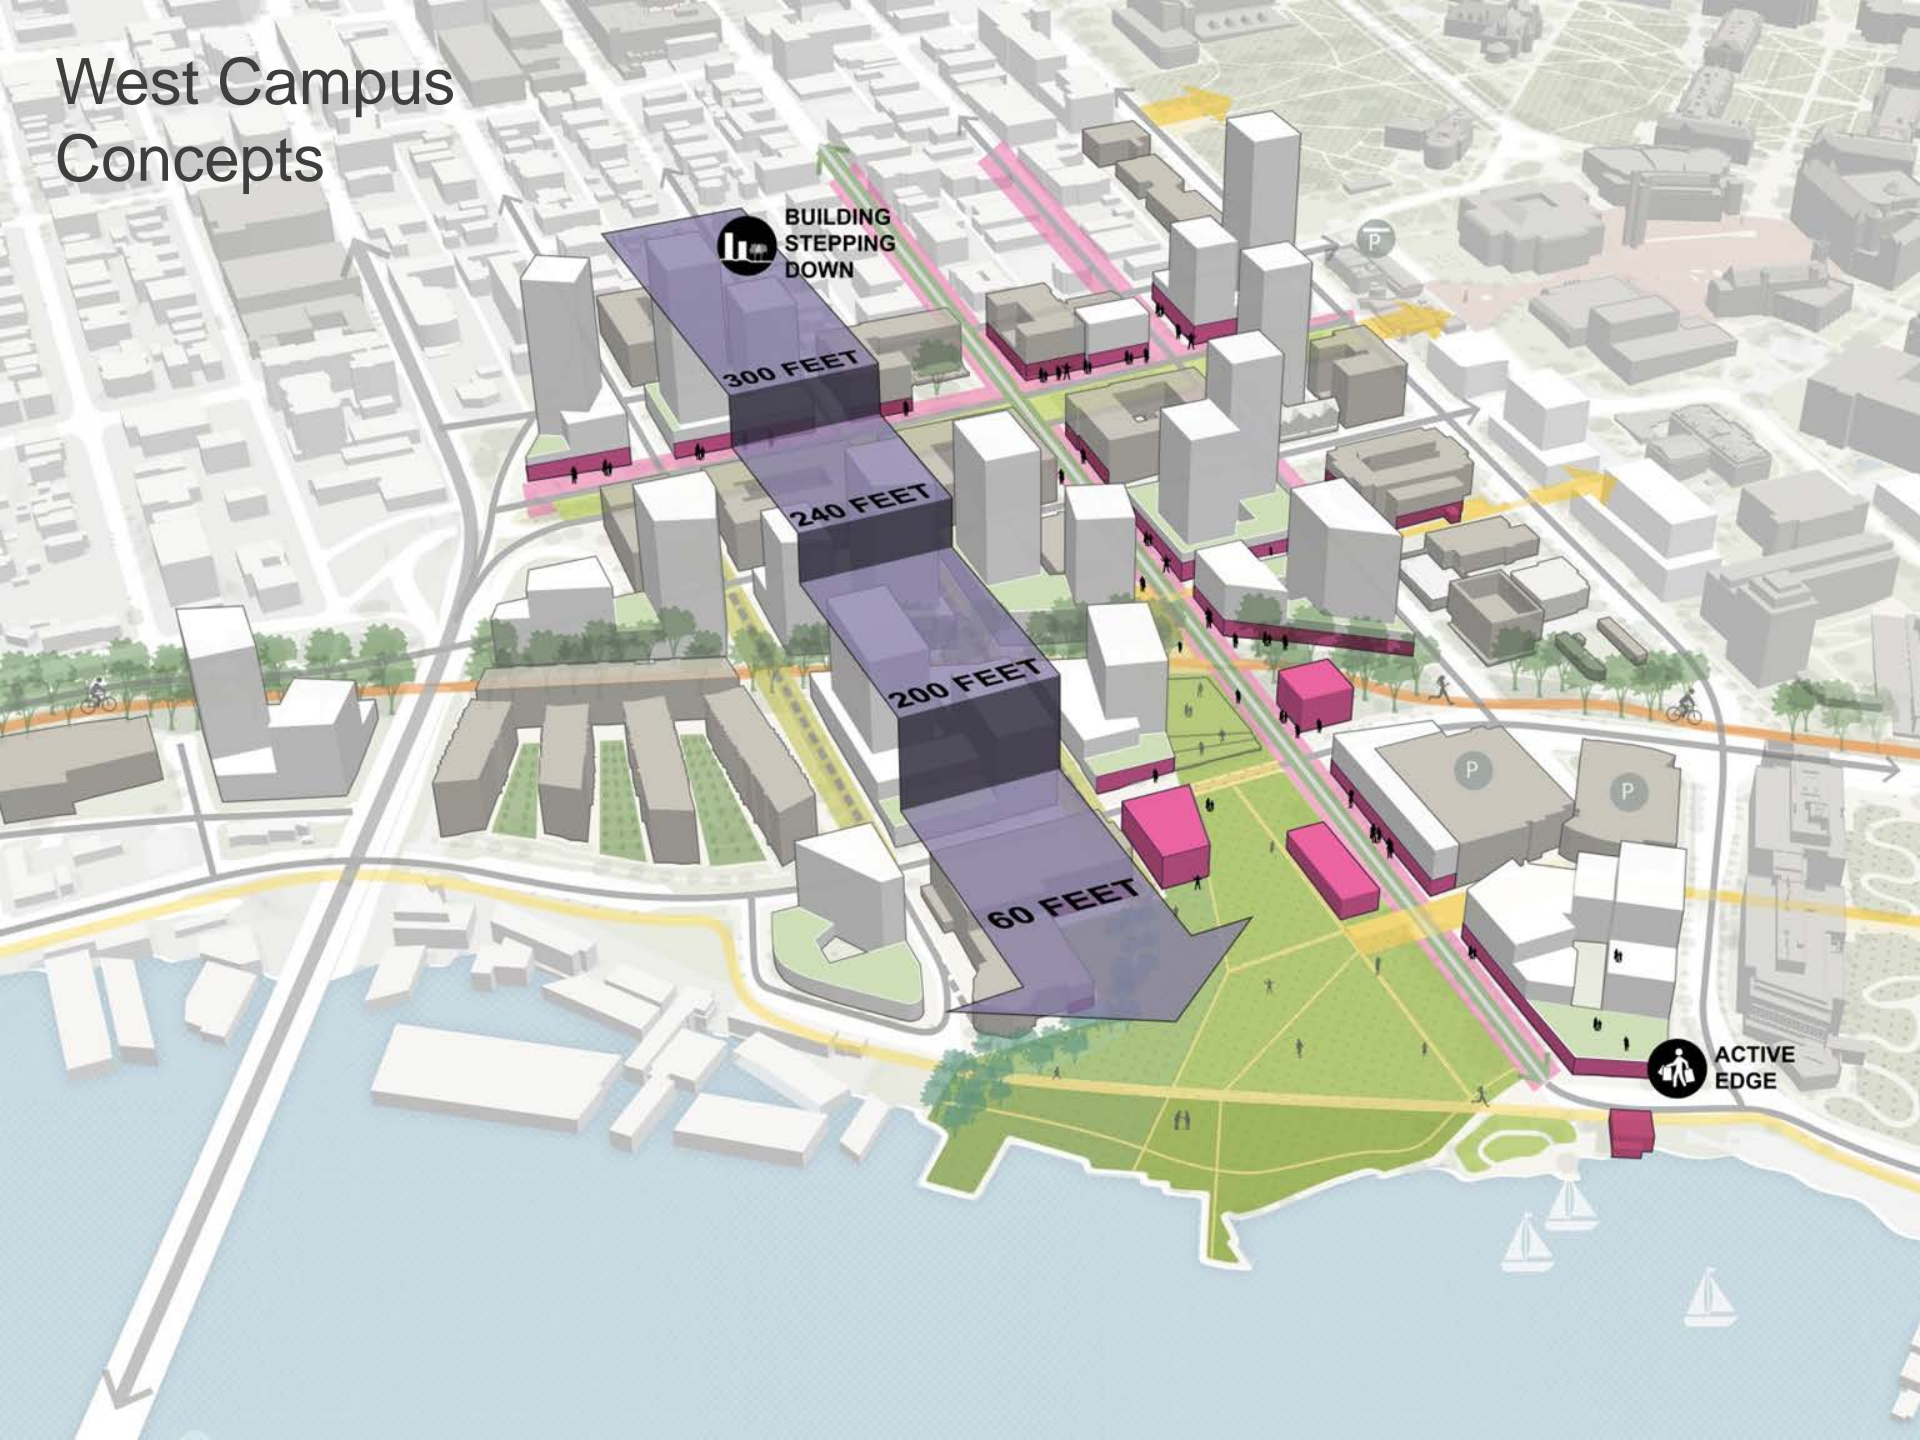 West Campus
Concepts
BUILDING
STEPPING
DOWN
P
300 FEET
240 FEET
200 FEET
P
P
60 FEET
ACTIVE
EDGE